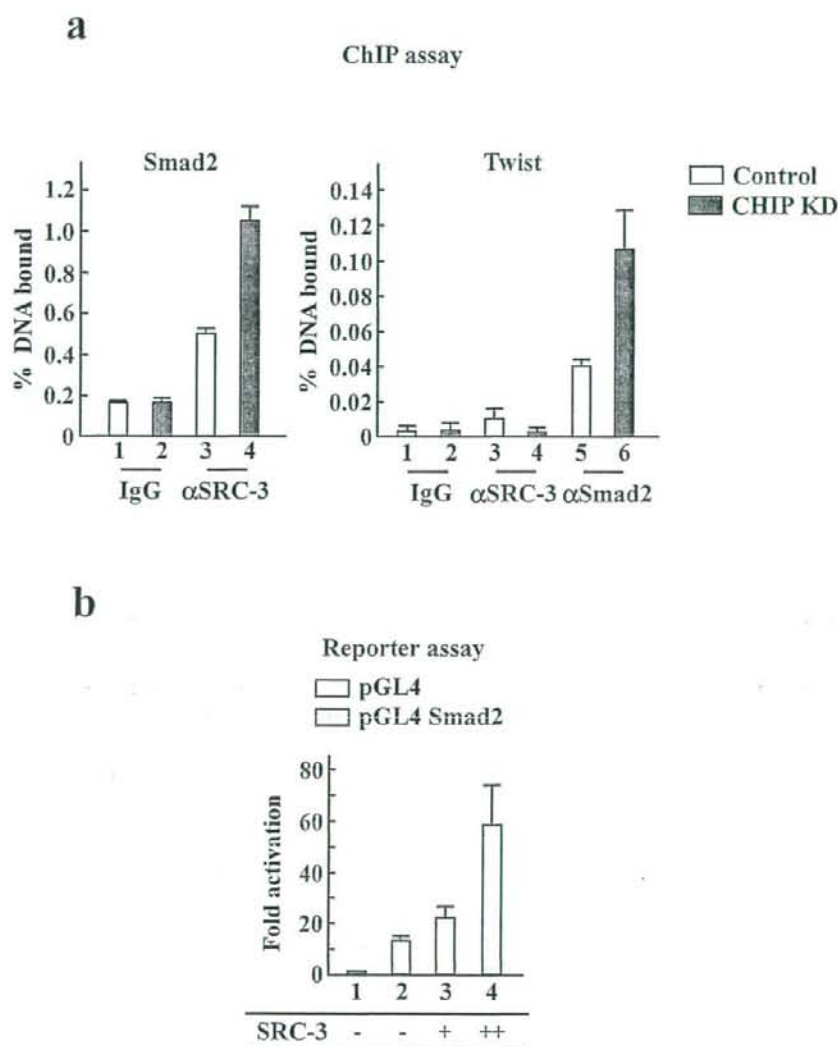 a
ChIP assay
Smad2
% DNA bound
1.2
1.0
0.8
0.6
0.4
0.2
0
1 2 3 4
IgG αSRC-3
Twist
% DNA bound
0.14
0.12
0.10
0.08
0.06
0.04
0.02
0
1 2 3 4 5 6
IgG αSRC-3 αSmad2
Control
CHIP KD
b
Reporter assay
pGL4
pGL4 Smad2
Fold activation
80
60
40
20
0
1 2 3 4
SRC-3 - - + ++